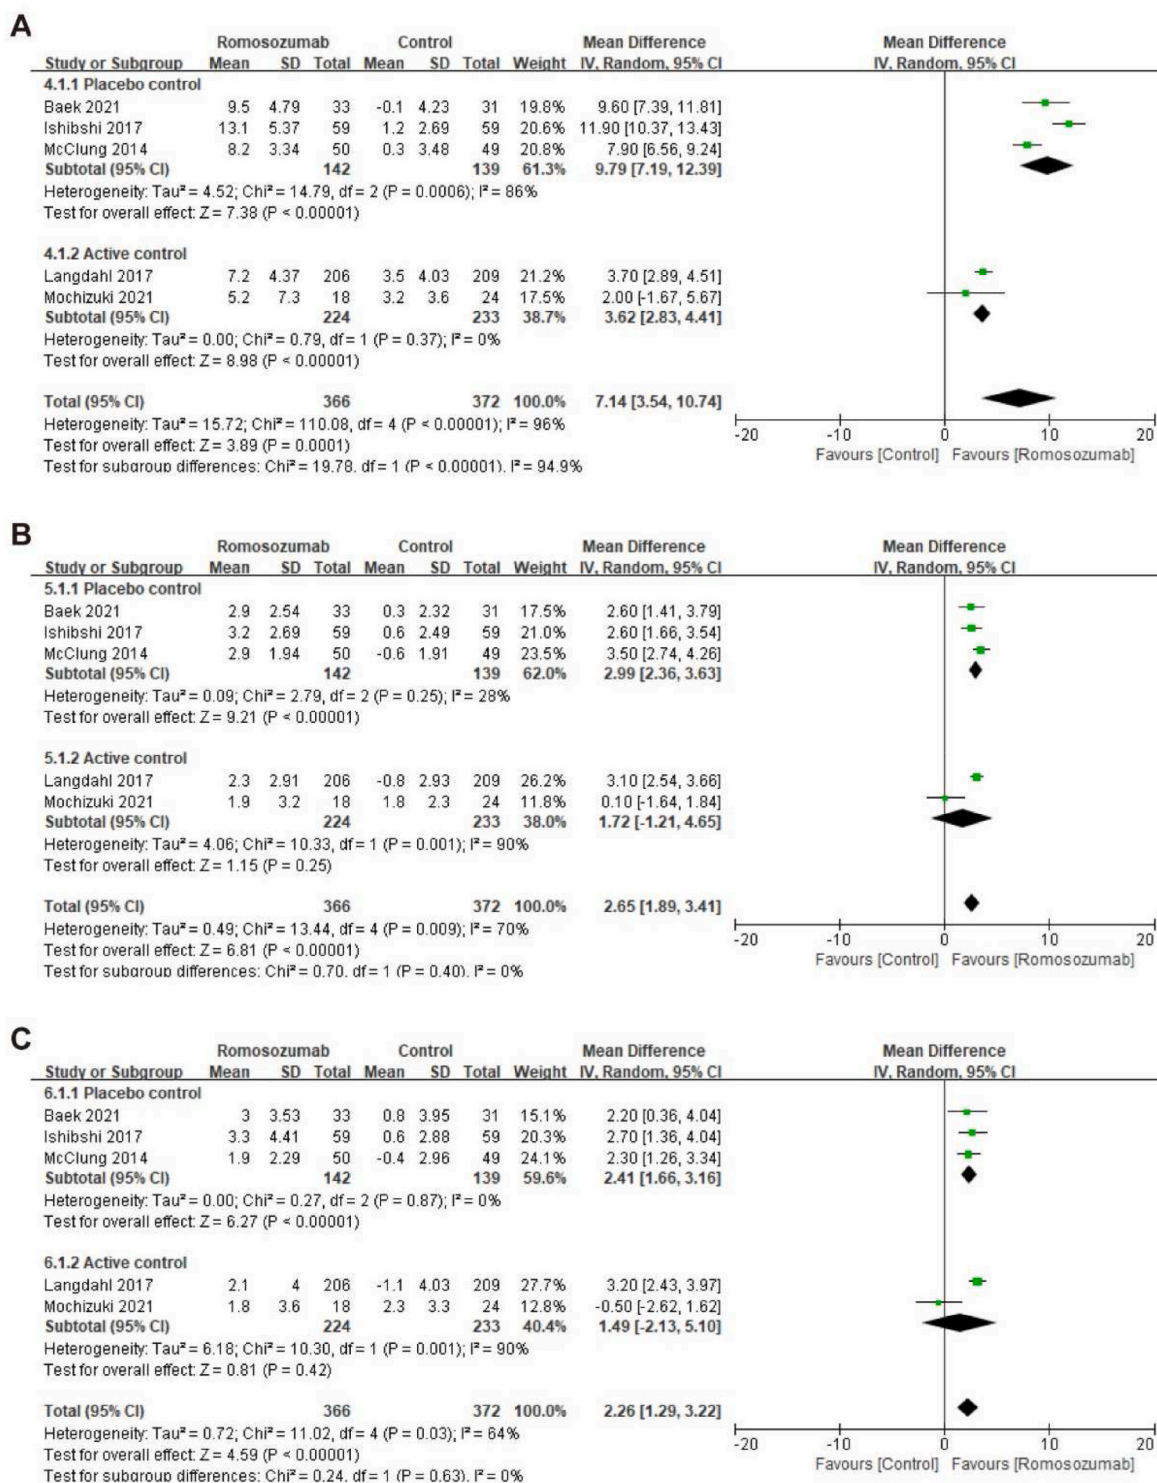 A
Romosozumab Control Mean Difference Mean Difference
Study or Subgroup Mean SD Total Mean SD Total Weight IV, Random, 95% CI IV, Random, 95% CI
4.1.1 Placebo control
Baek 2021 9.5 4.79 33 -0.1 4.23 31 19.8% 9.60 [7.39, 11.81]
Ishibshi 2017 13.1 5.37 59 1.2 2.69 59 20.6% 11.90 [10.37, 13.43]
McClung 2014 8.2 3.34 50 0.3 3.48 49 20.8% 7.90 [6.56, 9.24]
Subtotal (95% CI) 142 139 61.3% 9.79 [7.19, 12.39]
Heterogeneity: Tau² = 4.52; Chi² = 14.79, df = 2 (P = 0.0006); I² = 86%
Test for overall effect: Z = 7.38 (P < 0.00001)
4.1.2 Active control
Langdahl 2017 7.2 4.37 206 3.5 4.03 209 21.2% 3.70 [2.89, 4.51]
Mochizuki 2021 5.2 7.3 18 3.2 3.6 24 17.5% 2.00 [-1.67, 5.67]
Subtotal (95% CI) 224 233 38.7% 3.62 [2.83, 4.41]
Heterogeneity: Tau² = 0.00; Chi² = 0.79, df = 1 (P = 0.37); I² = 0%
Test for overall effect: Z = 8.98 (P < 0.00001)
Total (95% CI) 366 372 100.0% 7.14 [3.54, 10.74]
Heterogeneity: Tau² = 15.72; Chi² = 110.08, df = 4 (P < 0.00001); I² = 96%
Test for overall effect: Z = 3.89 (P = 0.0001)
Test for subgroup differences: Chi² = 19.78, df = 1 (P < 0.00001), I² = 94.9%
-20 -10 0 10 20
Favours [Control] Favours [Romosozumab]
B
Romosozumab Control Mean Difference Mean Difference
Study or Subgroup Mean SD Total Mean SD Total Weight IV, Random, 95% CI IV, Random, 95% CI
5.1.1 Placebo control
Baek 2021 2.9 2.54 33 0.3 2.32 31 17.5% 2.60 [1.41, 3.79]
Ishibshi 2017 3.2 2.69 59 0.6 2.49 59 21.0% 2.60 [1.66, 3.54]
McClung 2014 2.9 1.94 50 -0.6 1.91 49 23.5% 3.50 [2.74, 4.26]
Subtotal (95% CI) 142 139 62.0% 2.99 [2.36, 3.63]
Heterogeneity: Tau² = 0.09; Chi² = 2.79, df = 2 (P = 0.25); I² = 28%
Test for overall effect: Z = 9.21 (P < 0.00001)
5.1.2 Active control
Langdahl 2017 2.3 2.91 206 -0.8 2.93 209 26.2% 3.10 [2.54, 3.66]
Mochizuki 2021 1.9 3.2 18 1.8 2.3 24 11.8% 0.10 [-1.64, 1.84]
Subtotal (95% CI) 224 233 38.0% 1.72 [-1.21, 4.65]
Heterogeneity: Tau² = 4.06; Chi² = 10.33, df = 1 (P = 0.001); I² = 90%
Test for overall effect: Z = 1.15 (P = 0.25)
Total (95% CI) 366 372 100.0% 2.65 [1.89, 3.41]
Heterogeneity: Tau² = 0.49; Chi² = 13.44, df = 4 (P = 0.009); I² = 70%
Test for overall effect: Z = 6.81 (P < 0.00001)
Test for subgroup differences: Chi² = 0.70, df = 1 (P = 0.40), I² = 0%
-20 -10 0 10 20
Favours [Control] Favours [Romosozumab]
C
Romosozumab Control Mean Difference Mean Difference
Study or Subgroup Mean SD Total Mean SD Total Weight IV, Random, 95% CI IV, Random, 95% CI
6.1.1 Placebo control
Baek 2021 3 3.53 33 0.8 3.95 31 15.1% 2.20 [0.36, 4.04]
Ishibshi 2017 3.3 4.41 59 0.6 2.88 59 20.3% 2.70 [1.36, 4.04]
McClung 2014 1.9 2.29 50 -0.4 2.96 49 24.1% 2.30 [1.26, 3.34]
Subtotal (95% CI) 142 139 59.6% 2.41 [1.66, 3.16]
Heterogeneity: Tau² = 0.00; Chi² = 0.27, df = 2 (P = 0.87); I² = 0%
Test for overall effect: Z = 6.27 (P < 0.00001)
6.1.2 Active control
Langdahl 2017 2.1 4 206 -1.1 4.03 209 27.7% 3.20 [2.43, 3.97]
Mochizuki 2021 1.8 3.6 18 2.3 3.3 24 12.8% -0.50 [-2.62, 1.62]
Subtotal (95% CI) 224 233 40.4% 1.49 [-2.13, 5.10]
Heterogeneity: Tau² = 6.18; Chi² = 10.30, df = 1 (P = 0.001); I² = 90%
Test for overall effect: Z = 0.81 (P = 0.42)
Total (95% CI) 366 372 100.0% 2.26 [1.29, 3.22]
Heterogeneity: Tau² = 0.72; Chi² = 11.02, df = 4 (P = 0.03); I² = 64%
Test for overall effect: Z = 4.59 (P < 0.00001)
Test for subgroup differences: Chi² = 0.24, df = 1 (P = 0.63), I² = 0%
-20 -10 0 10 20
Favours [Control] Favours [Romosozumab]